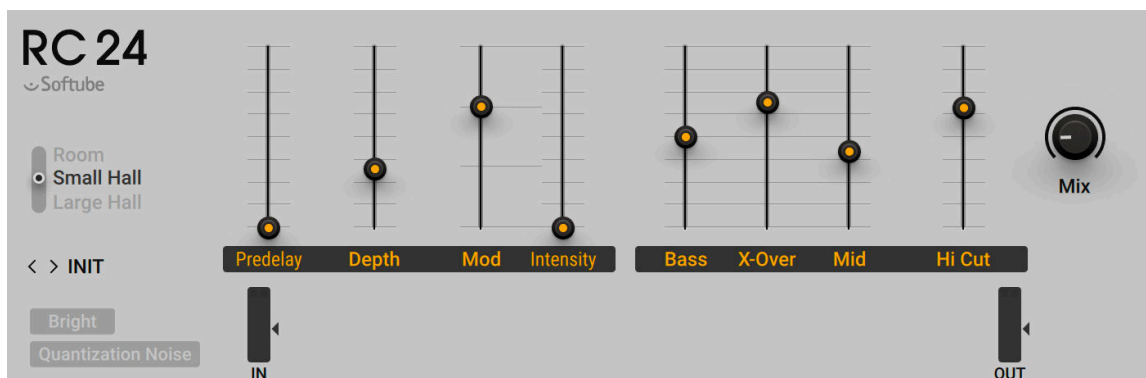 RC 24
Softube
Room
Small Hall
Large Hall
< > INIT
Bright
Quantization Noise
Predelay Depth Mod Intensity
Bass X-Over Mid Hi Cut
Mix
IN
OUT